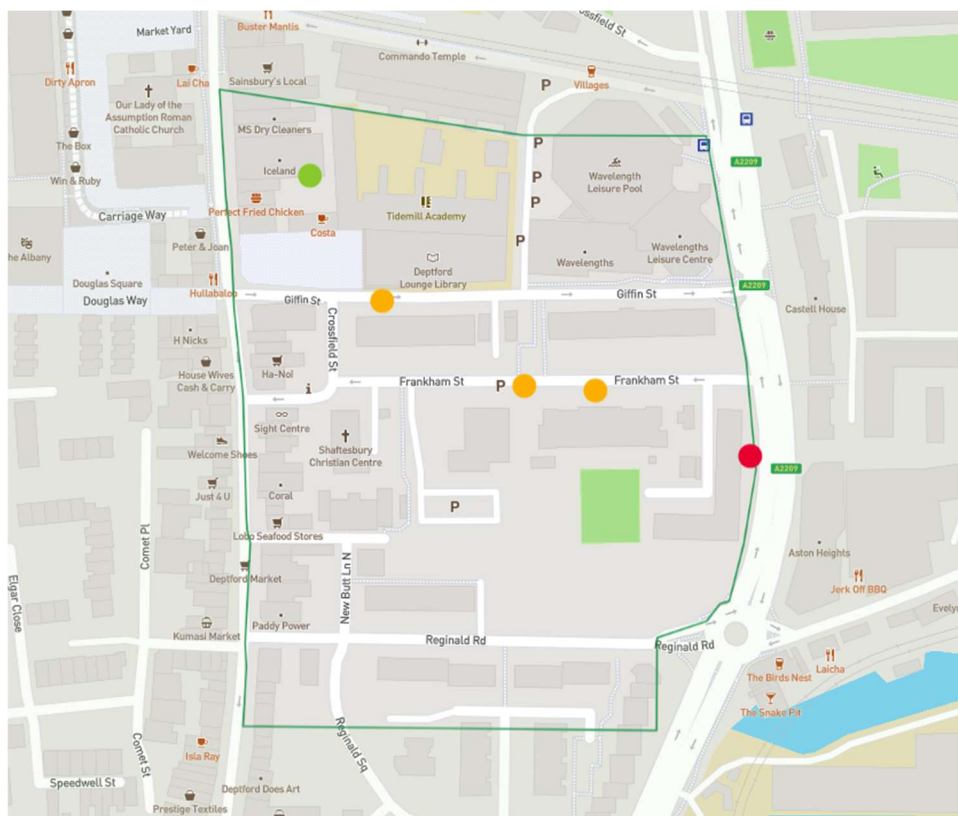 Buster Mantis
Crossfield St
Market Yard
Commando Temple
Dirty Apron
Lai Cha
Sainsbury's Local
P
Villages
Our Lady of the
Assumption Roman
Catholic Church
MS Dry Cleaners
The Box
P
A2209
Iceland
Wavelength
Leisure Pool
Win & Ruby
P
Perfect Fried Chicken
Tidemill Academy
P
Carriage Way
Costa
he Albany
Peter & Joan
P
Wavelengths
Leisure Centre
Deptford
Lounge Library
Wavelengths
Douglas Square
Hullabaloo
A2209
Douglas Way
Giffin St
Giffin St
Castell House
Crossfield St
H Nicks
House Wives
Cash & Carry
Ha-Noi
i
Frankham St
P
Frankham St
Sight Centre
Welcome Shoes
Shaftesbury
Christian Centre
A2209
Just 4 U
Coral
P
Comet Pl
Lobo Seafood Stores
Aston Heights
Elgar Close
Deptford Market
New Butt Ln N
Jerk Off BBQ
Evely
Kumasi Market
Paddy Power
Reginald Rd
Reginald Rd
Laicha
The Birds Nest
The Snake Pit
Comet St
Isla Ray
Reginald Sq
Speedwell St
Deptford Does Art
Prestige Textiles